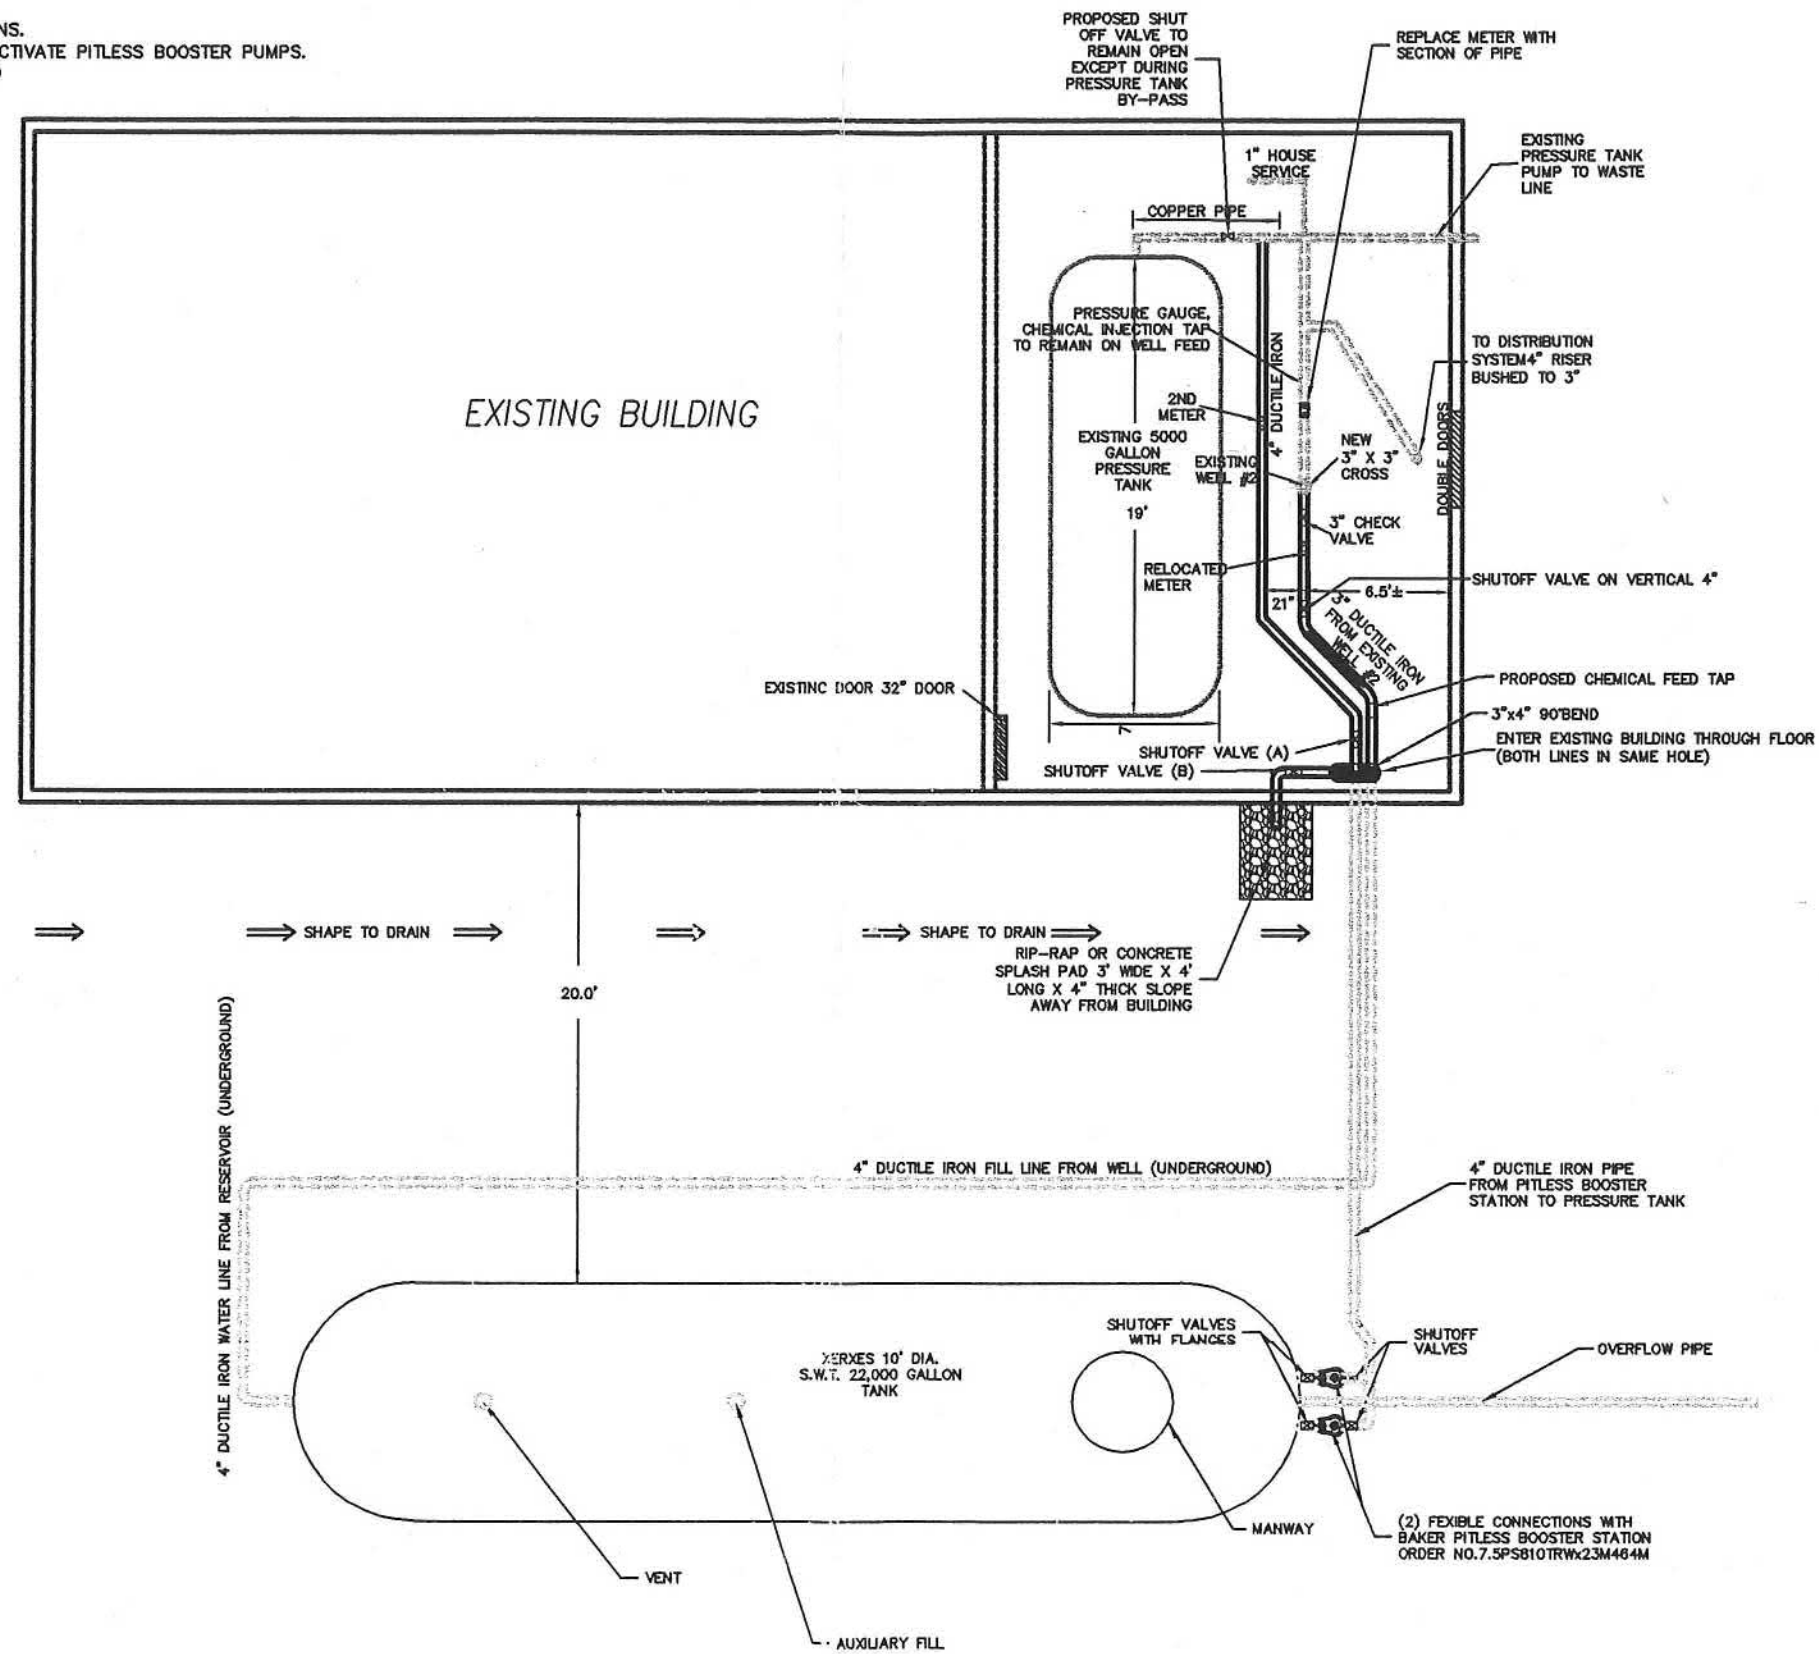 NS.
CTIVATE PITLESS BOOSTER PUMPS.
PROPOSED SHUT
OFF VALVE TO
REMAIN OPEN
EXCEPT DURING
PRESSURE TANK
BY-PASS
REPLACE METER WITH
SECTION OF PIPE
EXISTING
PRESSURE TANK
PUMP TO WASTE
LINE
1" HOUSE
SERVICE
COPPER PIPE
PRESSURE GAUGE,
CHEMICAL INJECTION TAP
TO REMAIN ON WELL FEED
4" DUCTILE IRON
TO DISTRIBUTION
SYSTEM4" RISER
BUSHED TO 3"
EXISTING BUILDING
2ND
METER
EXISTING 5000
GALLON
PRESSURE
TANK
19'
EXISTING
WELL #2
NEW
3" X 3"
CROSS
DOUBLE DOORS
3" CHECK
VALVE
RELOCATED
METER
SHUTOFF VALVE ON VERTICAL 4"
21"
6.5'±
3" DUCTILE IRON
FROM EXISTING
WELL #2
EXISTINC DOOR 32" DOOR
PROPOSED CHEMICAL FEED TAP
3"x4" 90°BEND
7'
SHUTOFF VALVE (A)
ENTER EXISTING BUILDING THROUGH FLOOR
(BOTH LINES IN SAME HOLE)
SHUTOFF VALVE (B)
SHAPE TO DRAIN
SHAPE TO DRAIN
RIP-RAP OR CONCRETE
SPLASH PAD 3' WIDE X 4'
LONG X 4" THICK SLOPE
AWAY FROM BUILDING
20.0'
4" DUCTILE IRON WATER LINE FROM RESERVOIR (UNDERGROUND)
4" DUCTILE IRON FILL LINE FROM WELL (UNDERGROUND)
4" DUCTILE IRON PIPE
FROM PITLESS BOOSTER
STATION TO PRESSURE TANK
SHUTOFF VALVES
WITH FLANGES
SHUTOFF
VALVES
OVERFLOW PIPE
XERXES 10' DIA.
S.W.T. 22,000 GALLON
TANK
MANWAY
(2) FEXIBLE CONNECTIONS WITH
BAKER PITLESS BOOSTER STATION
ORDER NO.7.5PS810TRWx23M464M
VENT
AUXILIARY FILL